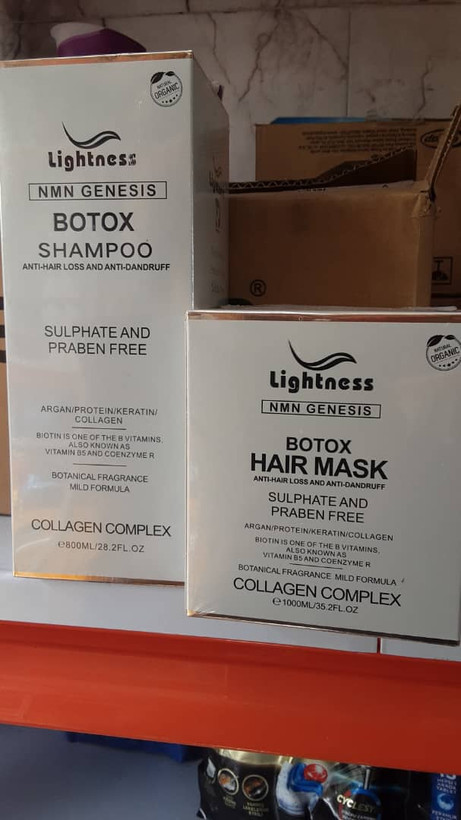 NATURAL
ORGANIC
Lightness
NMN GENESIS
BOTOX
SHAMPOO
ANTI-HAIR LOSS AND ANTI-DANDRUFF
SULPHATE AND
PRABEN FREE
ARGAN/PROTEIN/KERATIN/
COLLAGEN
BIOTIN IS ONE OF THE B VITAMINS,
ALSO KNOWN AS
VITAMIN B5 AND COENZYME R
BOTANICAL FRAGRANCE
MILD FORMULA
COLLAGEN COMPLEX
℮800ML/28.2FL.OZ
®
NATURAL
ORGANIC
Lightness
NMN GENESIS
BOTOX
HAIR MASK
ANTI-HAIR LOSS AND ANTI-DANDRUFF
SULPHATE AND
PRABEN FREE
ARGAN/PROTEIN/KERATIN/COLLAGEN
BIOTIN IS ONE OF THE B VITAMINS,
ALSO KNOWN AS
VITAMIN B5 AND COENZYME R
BOTANICAL FRAGRANCE MILD FORMULA
COLLAGEN COMPLEX
℮1000ML/35.2FL.OZ